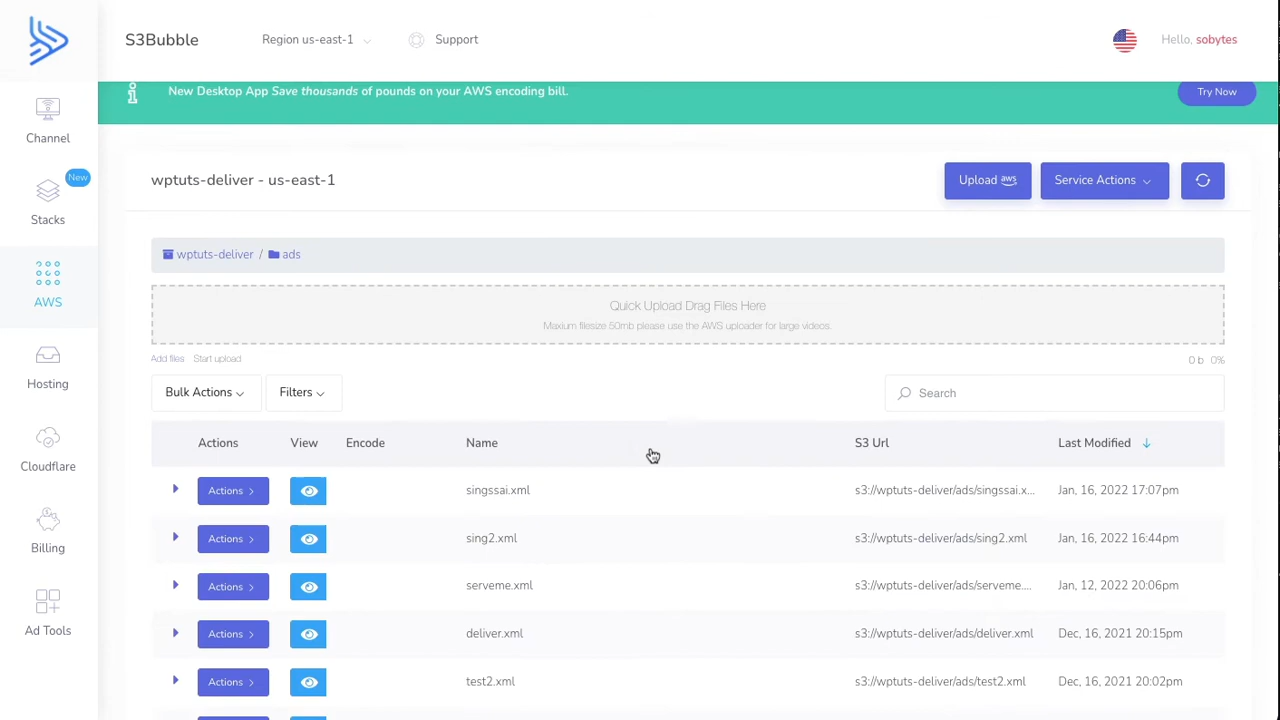 S3Bubble
Region us-east-1
Support
Hello, sobytes
Channel
New
Stacks
AWS
Hosting
Cloudflare
Billing
Ad Tools
New Desktop App Save thousands of pounds on your AWS encoding bill.
Try Now
wptuts-deliver - us-east-1
Upload aws
Service Actions
wptuts-deliver / ads
Quick Upload Drag Files Here
Maxium filesize 50mb please use the AWS uploader for large videos.
Add files Start upload
0 b 0%
Bulk Actions
Filters
Search
Actions View Encode Name S3 Url Last Modified
Actions singssai.xml s3://wptuts-deliver/ads/singssai.x... Jan, 16, 2022 17:07pm
Actions sing2.xml s3://wptuts-deliver/ads/sing2.xml Jan, 16, 2022 16:44pm
Actions serveme.xml s3://wptuts-deliver/ads/serveme.... Jan, 12, 2022 20:06pm
Actions deliver.xml s3://wptuts-deliver/ads/deliver.xml Dec, 16, 2021 20:15pm
Actions test2.xml s3://wptuts-deliver/ads/test2.xml Dec, 16, 2021 20:02pm